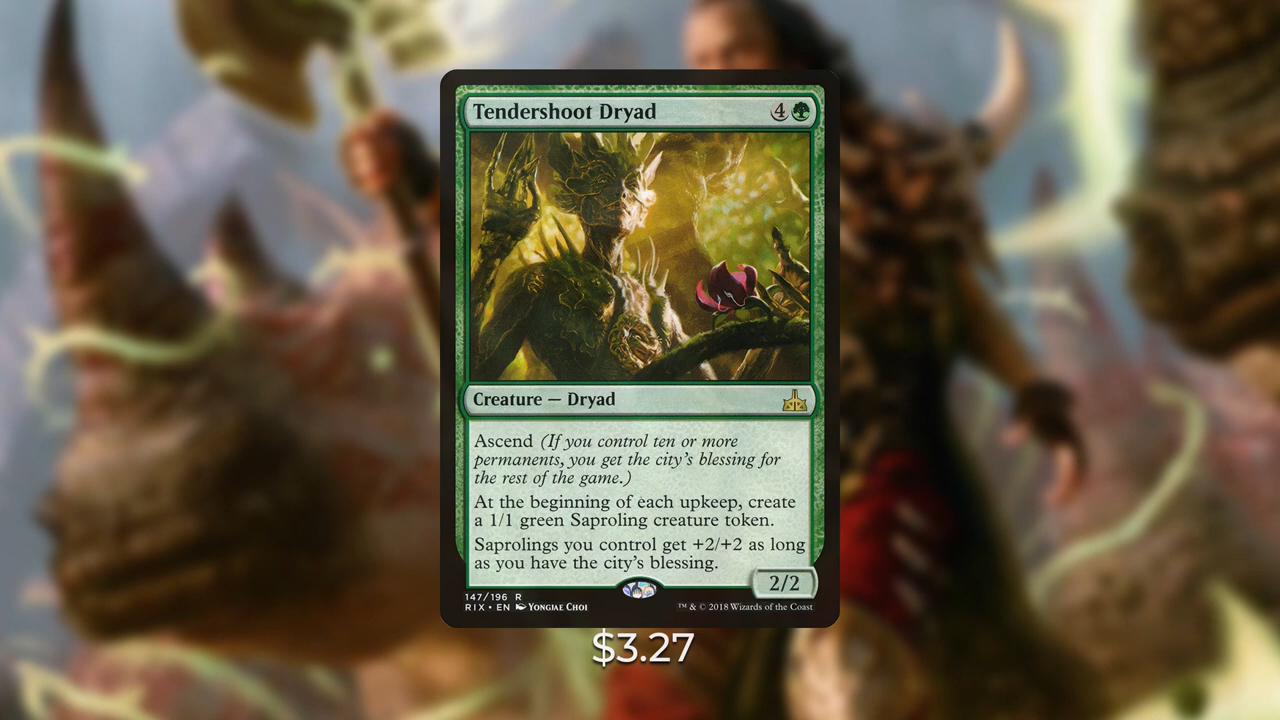 Tendershoot Dryad 4
Creature — Dryad
Ascend (If you control ten or more
permanents, you get the city's blessing for
the rest of the game.)
At the beginning of each upkeep, create
a 1/1 green Saproling creature token.
Saprolings you control get +2/+2 as long
as you have the city's blessing.
2/2
147/196 R
RIX • EN Yongjae Choi ™ & © 2018 Wizards of the Coast
$3.27